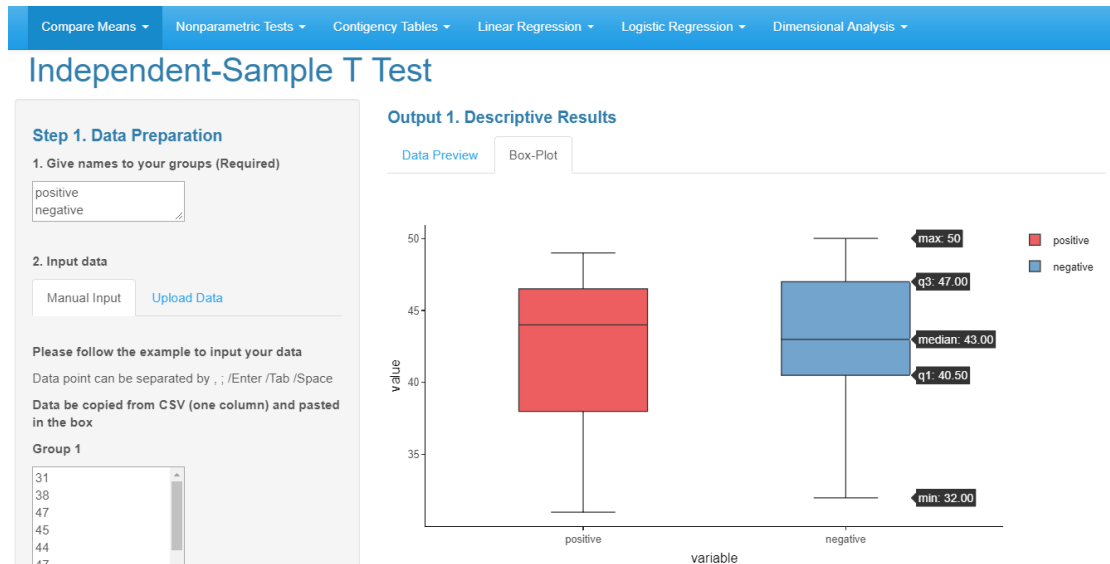 Compare Means Nonparametric Tests Contigency Tables Linear Regression Logistic Regression Dimensional Analysis
Independent-Sample T Test
Step 1. Data Preparation
1. Give names to your groups (Required)
positive
negative
2. Input data
Manual Input Upload Data
Please follow the example to input your data
Data point can be separated by , ; /Enter /Tab /Space
Data be copied from CSV (one column) and pasted
in the box
Group 1
31
38
47
45
44
47
Output 1. Descriptive Results
Data Preview Box-Plot
50
45
40
35
value
max: 50
q3: 47.00
median: 43.00
q1: 40.50
min: 32.00
positive
negative
positive negative
variable